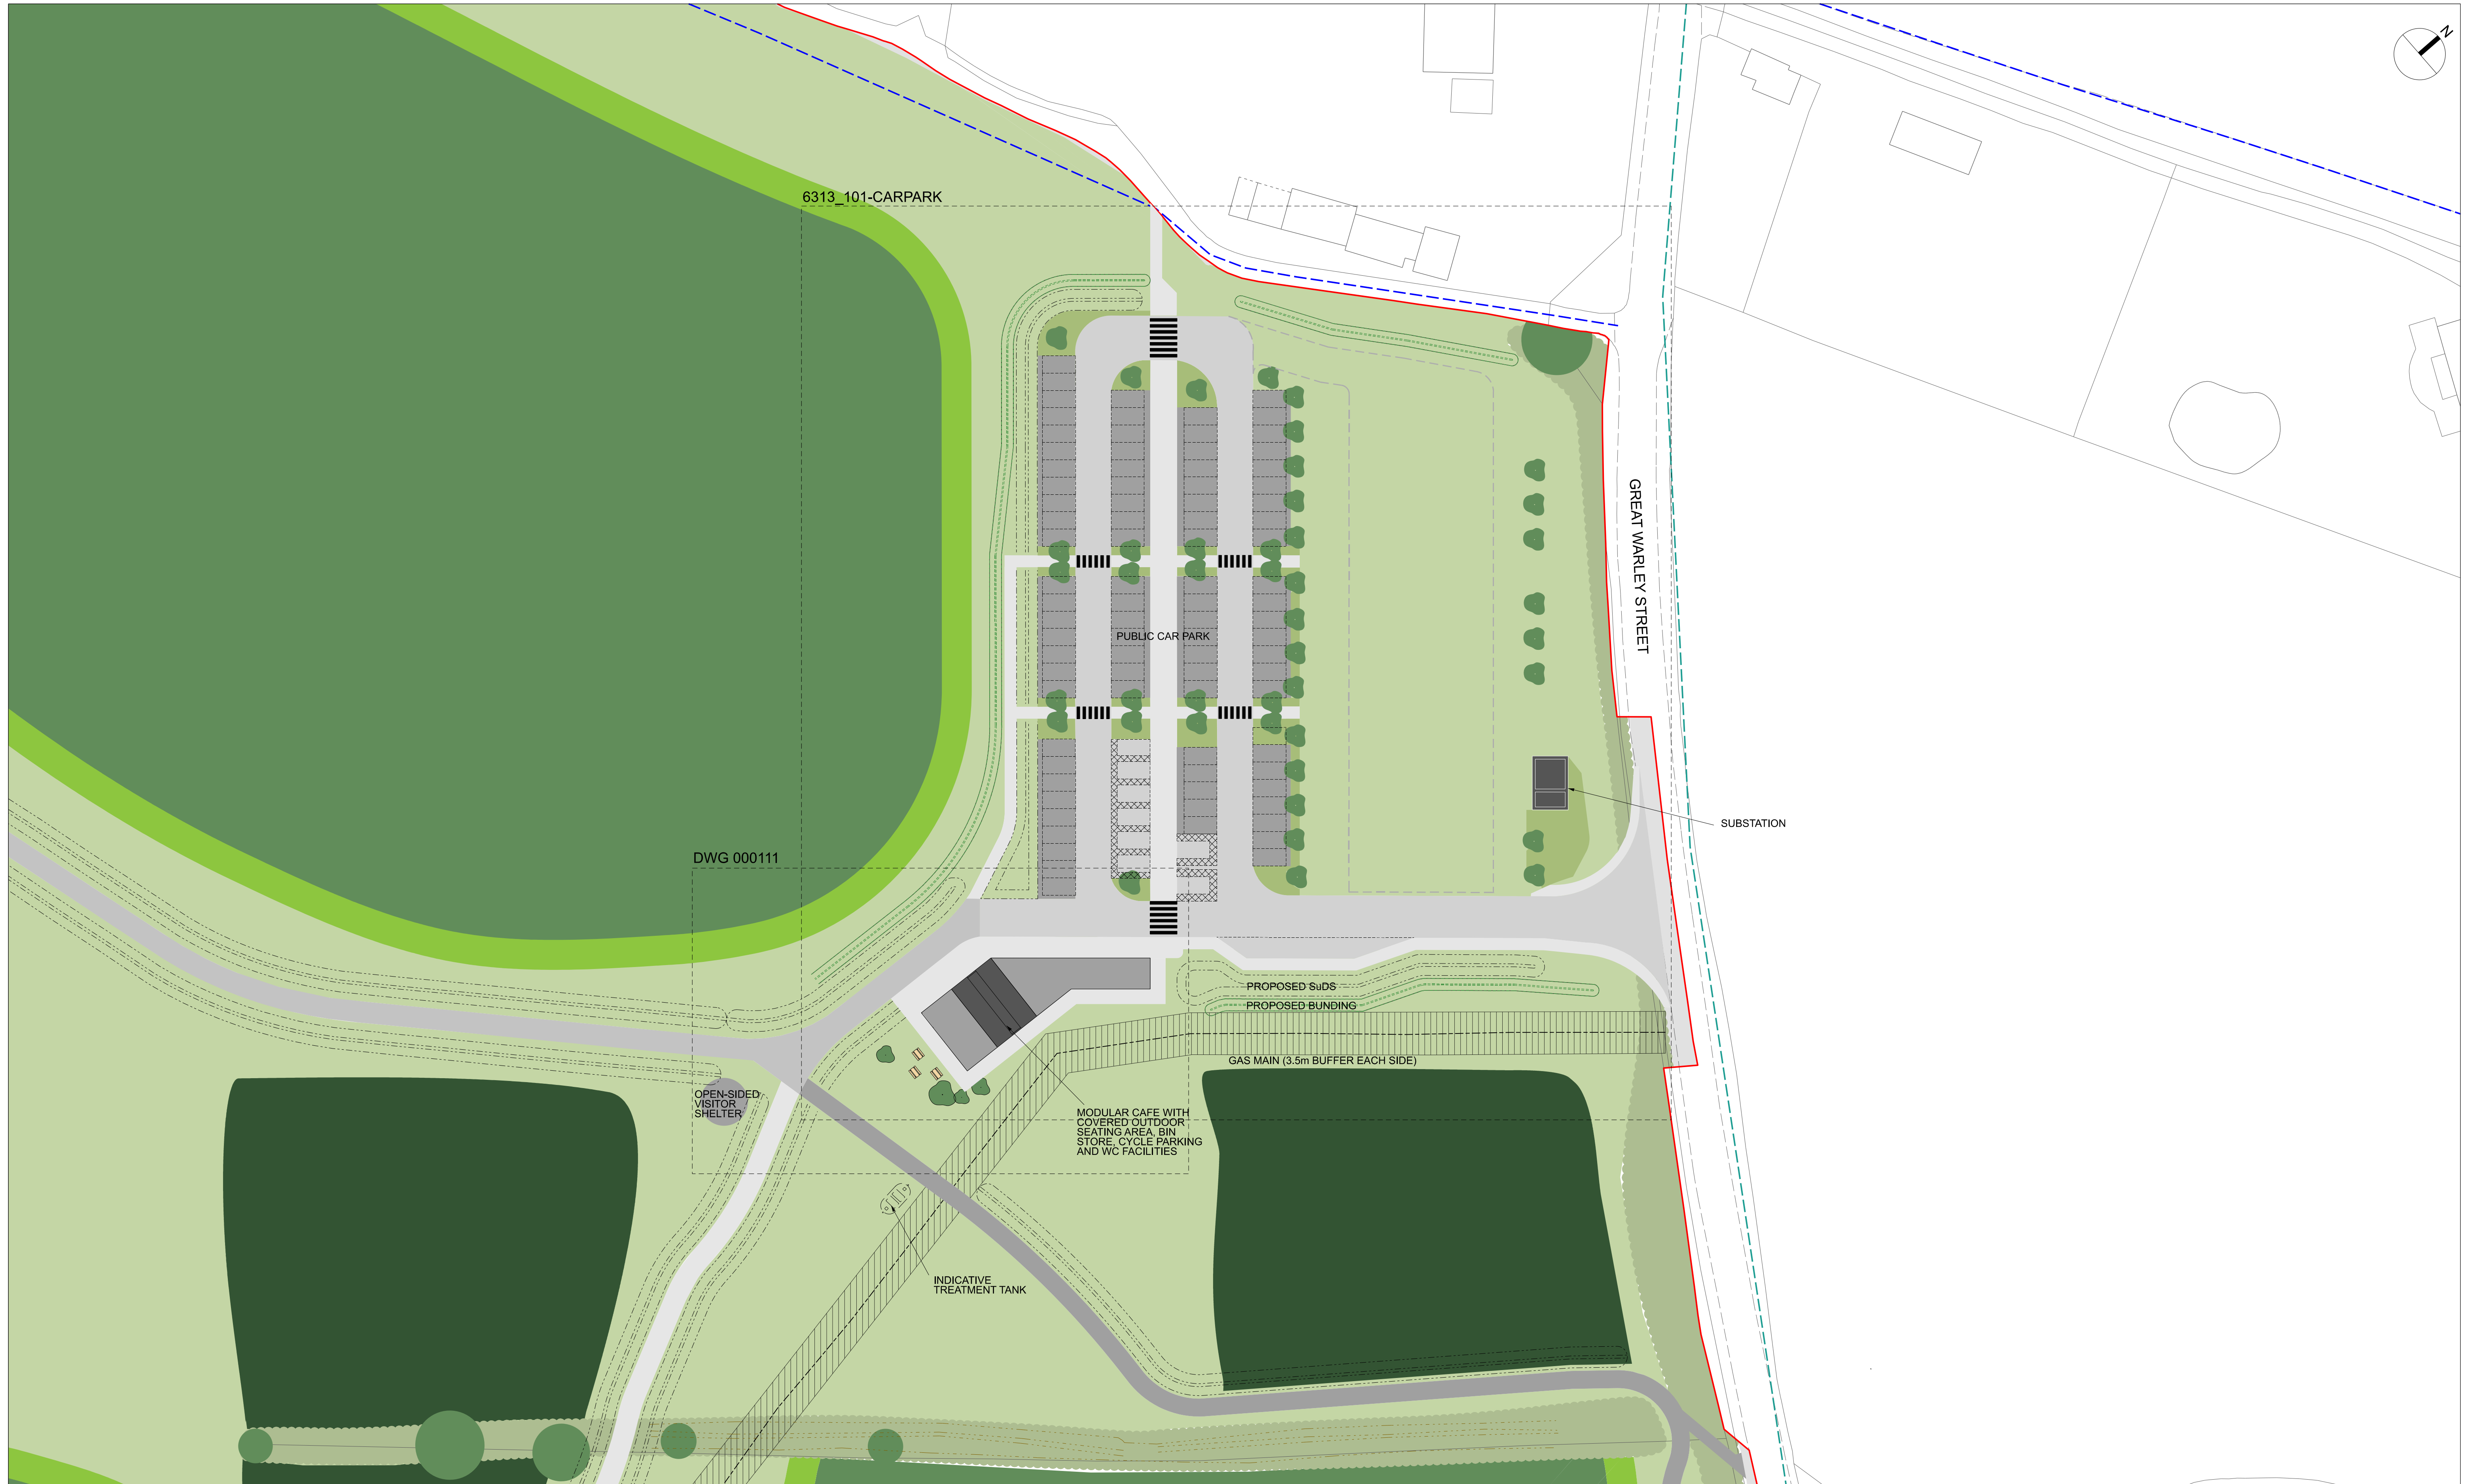 N
6313_101-CARPARK
GREAT WARLEY STREET
PUBLIC CAR PARK
SUBSTATION
DWG 000111
PROPOSED SuDS
PROPOSED BUNDING
GAS MAIN (3.5m BUFFER EACH SIDE)
OPEN-SIDED
VISITOR
SHELTER
MODULAR CAFE WITH
COVERED OUTDOOR
SEATING AREA, BIN
STORE, CYCLE PARKING
AND WC FACILITIES
INDICATIVE
TREATMENT TANK